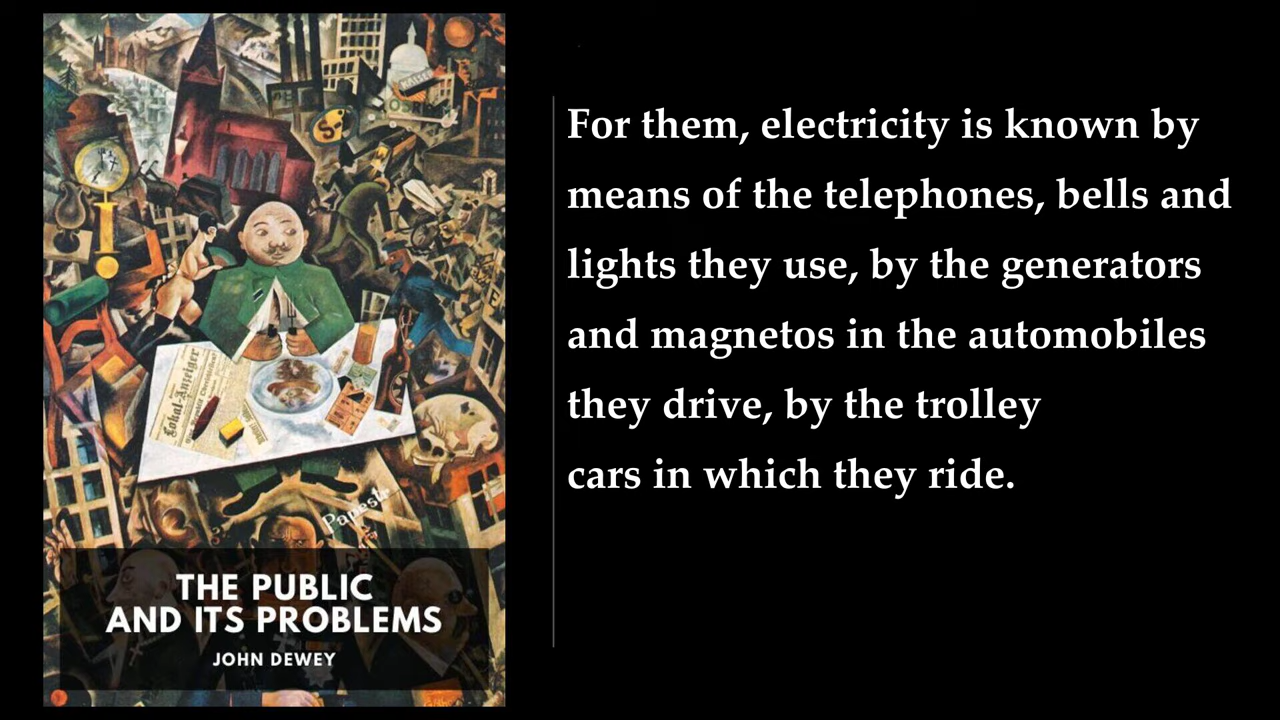 For them, electricity is known by
means of the telephones, bells and
lights they use, by the generators
and magnetos in the automobiles
they drive, by the trolley
cars in which they ride.
Lokal-Anzeiger
THE PUBLIC
AND ITS PROBLEMS
JOHN DEWEY